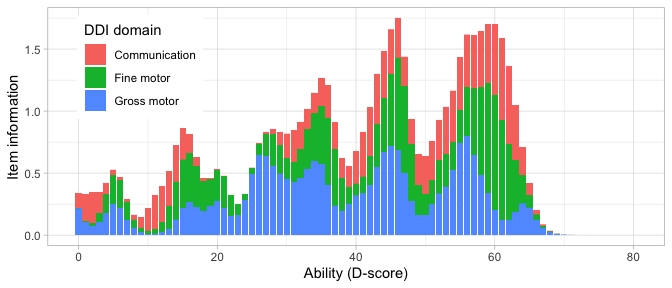 DDI domain
Communication
Fine motor
Gross motor
Item information
1.5
1.0
0.5
0.0
0
20
40
60
80
Ability (D-score)